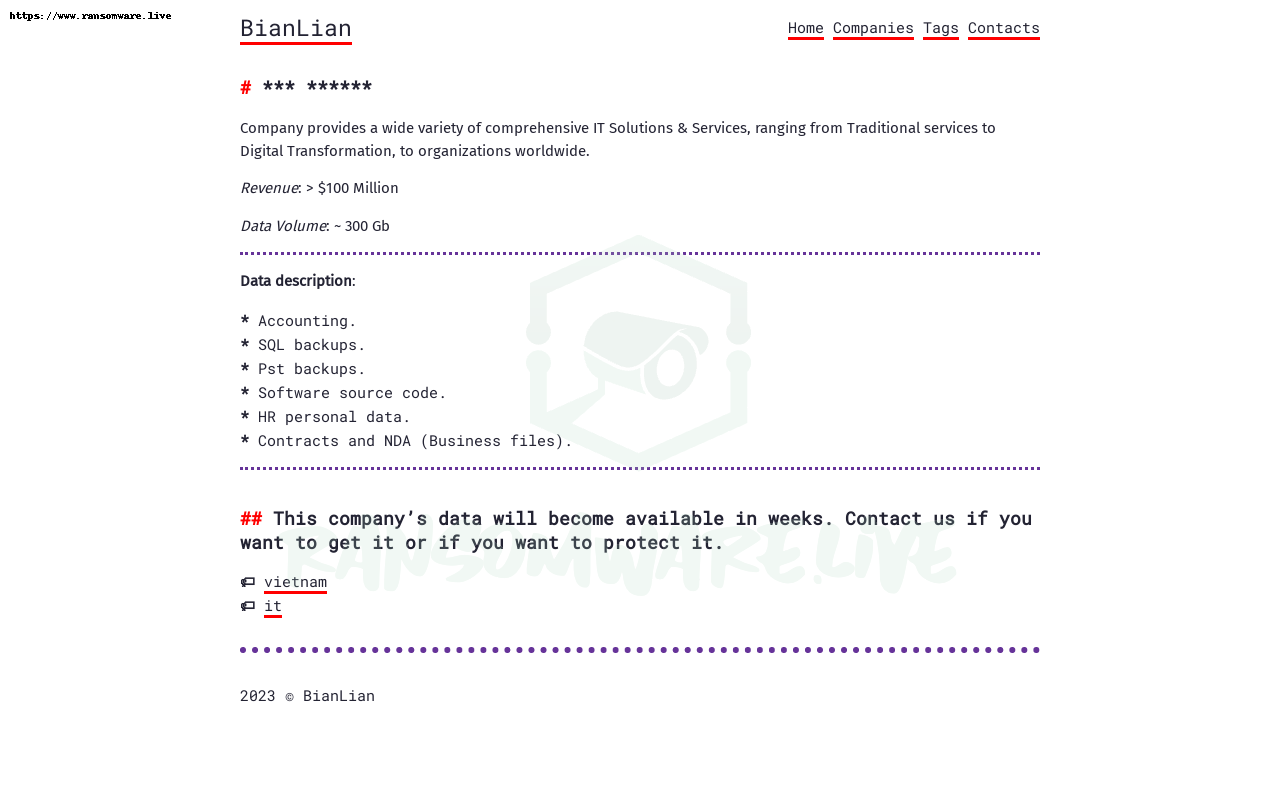 https://www.ransomware.live
BianLian
Home Companies Tags Contacts
# *** ******
Company provides a wide variety of comprehensive IT Solutions & Services, ranging from Traditional services to
Digital Transformation, to organizations worldwide.
Revenue: > $100 Million
Data Volume: ~ 300 Gb
Data description:
* Accounting.
* SQL backups.
* Pst backups.
* Software source code.
* HR personal data.
* Contracts and NDA (Business files).
## This company’s data will become available in weeks. Contact us if you
want to get it or if you want to protect it.
RANSOMWARE.LIVE
vietnam
it
2023 © BianLian